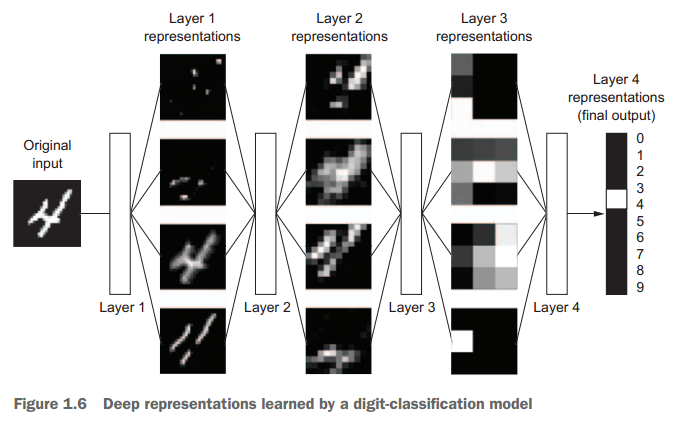 Layer 1
representations
Layer 2
representations
Layer 3
representations
Layer 4
representations
(final output)
Original
input
0
1
2
3
4
5
6
7
8
9
Layer 1
Layer 2
Layer 3
Layer 4
Figure 1.6 Deep representations learned by a digit-classification model